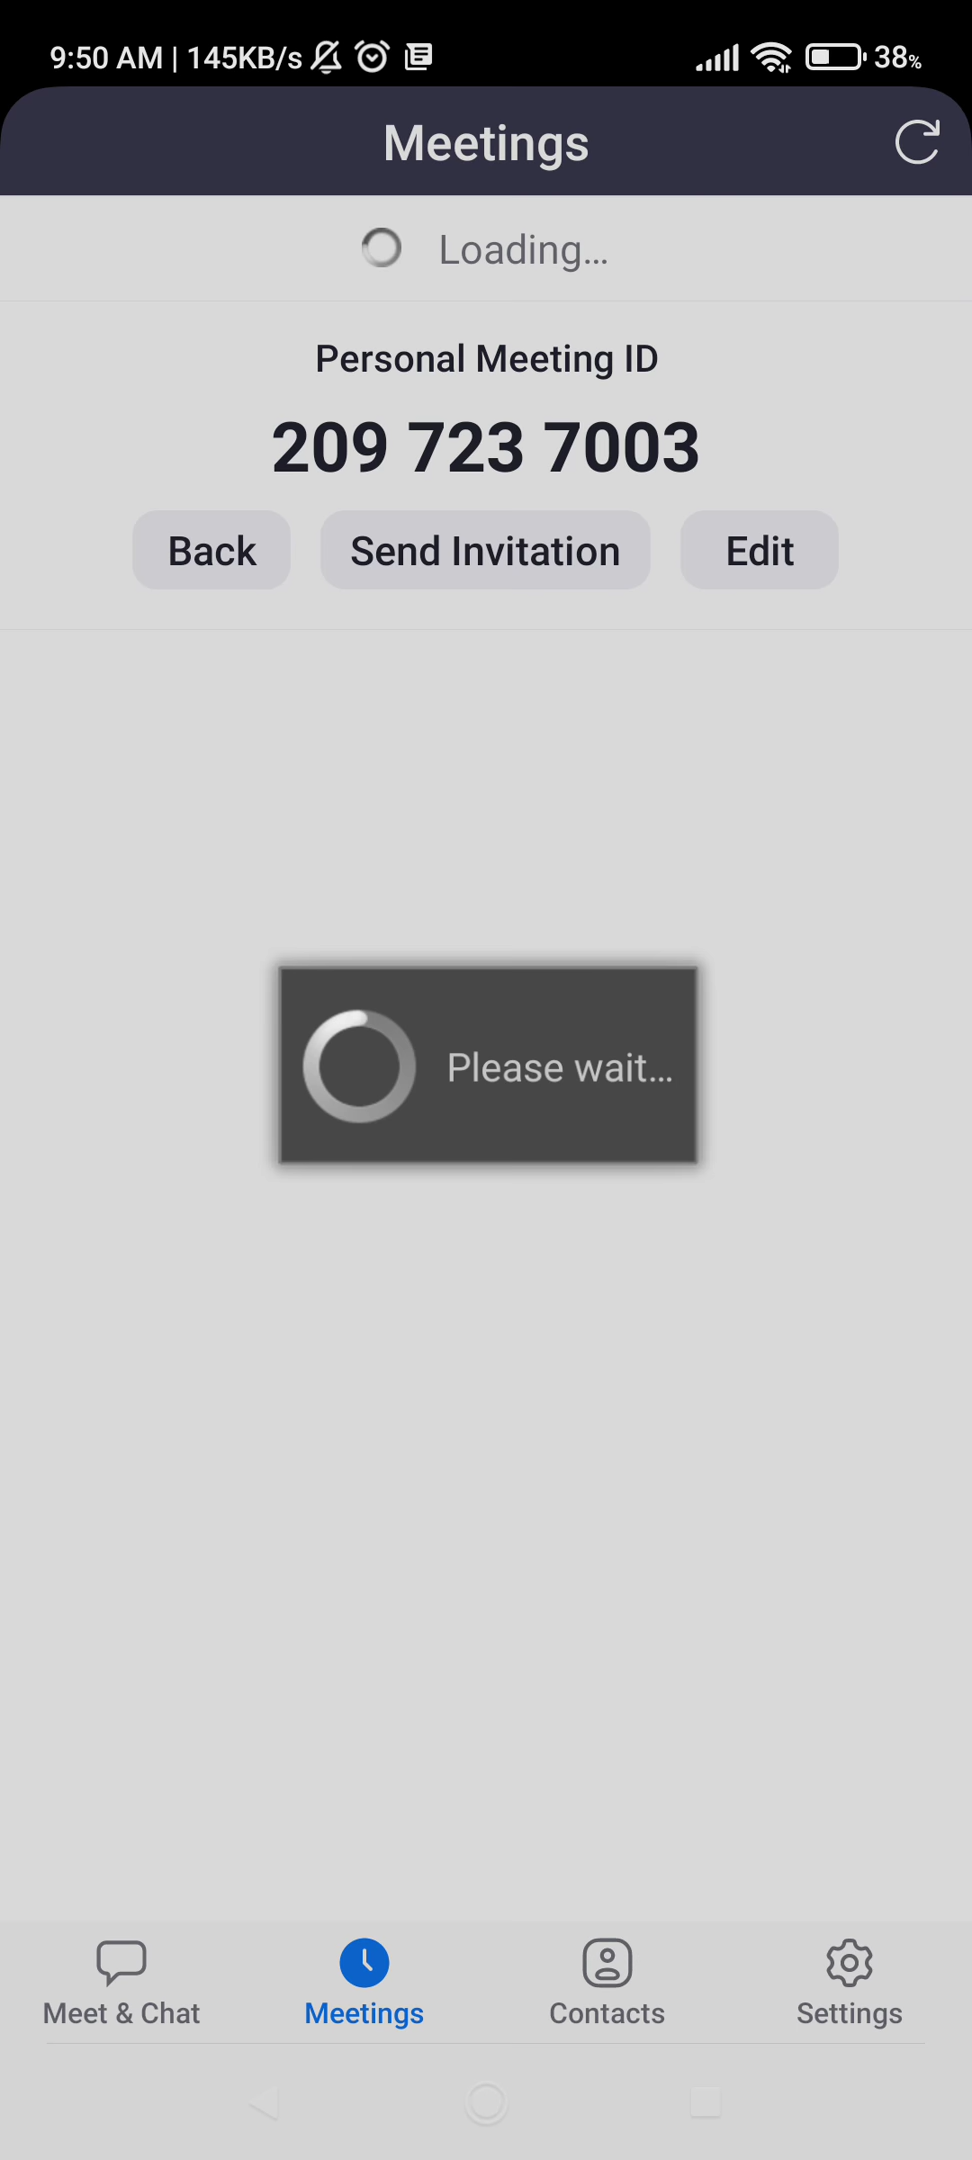 9:50 AM | 145KB/s 38%
Meetings
Loading...
Personal Meeting ID
209 723 7003
Back Send Invitation Edit
Please wait...
Meet & Chat Meetings Contacts Settings